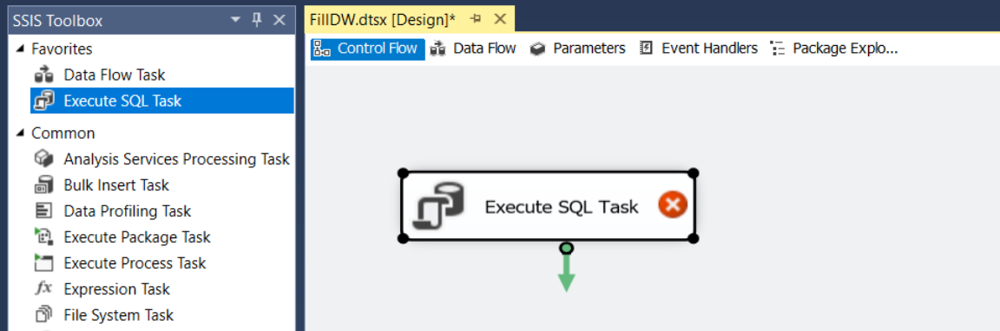 SSIS Toolbox
Favorites
Data Flow Task
Execute SQL Task
Common
Analysis Services Processing Task
Bulk Insert Task
Data Profiling Task
Execute Package Task
Execute Process Task
fx Expression Task
File System Task
FillDW.dtsx [Design]*
Control Flow Data Flow Parameters Event Handlers Package Explo...
Execute SQL Task